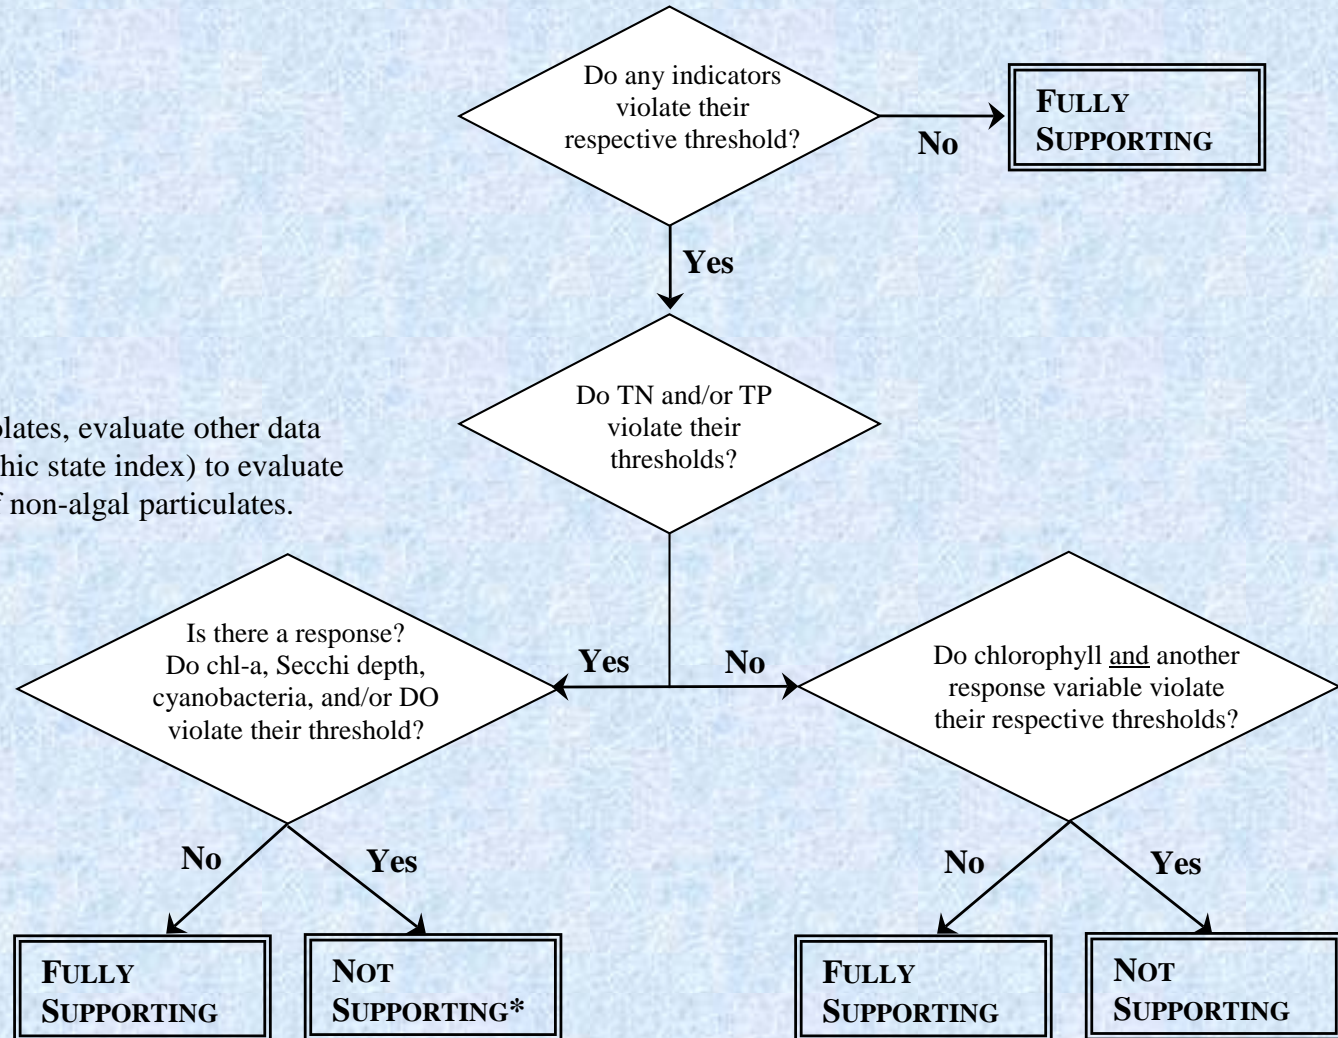 Do any indicators
violate their
respective threshold?
No
FULLY
SUPPORTING
Yes
Do TN and/or TP
violate their
thresholds?
evaluate other data
state index) to evaluate
non-algal particulates.
Is there a response?
Do chl-a, Secchi depth,
cyanobacteria, and/or DO
violate their threshold?
Yes
No
Do chlorophyll and another
response variable violate
their respective thresholds?
No
Yes
No
Yes
FULLY
SUPPORTING
NOT
SUPPORTING*
FULLY
SUPPORTING
NOT
SUPPORTING